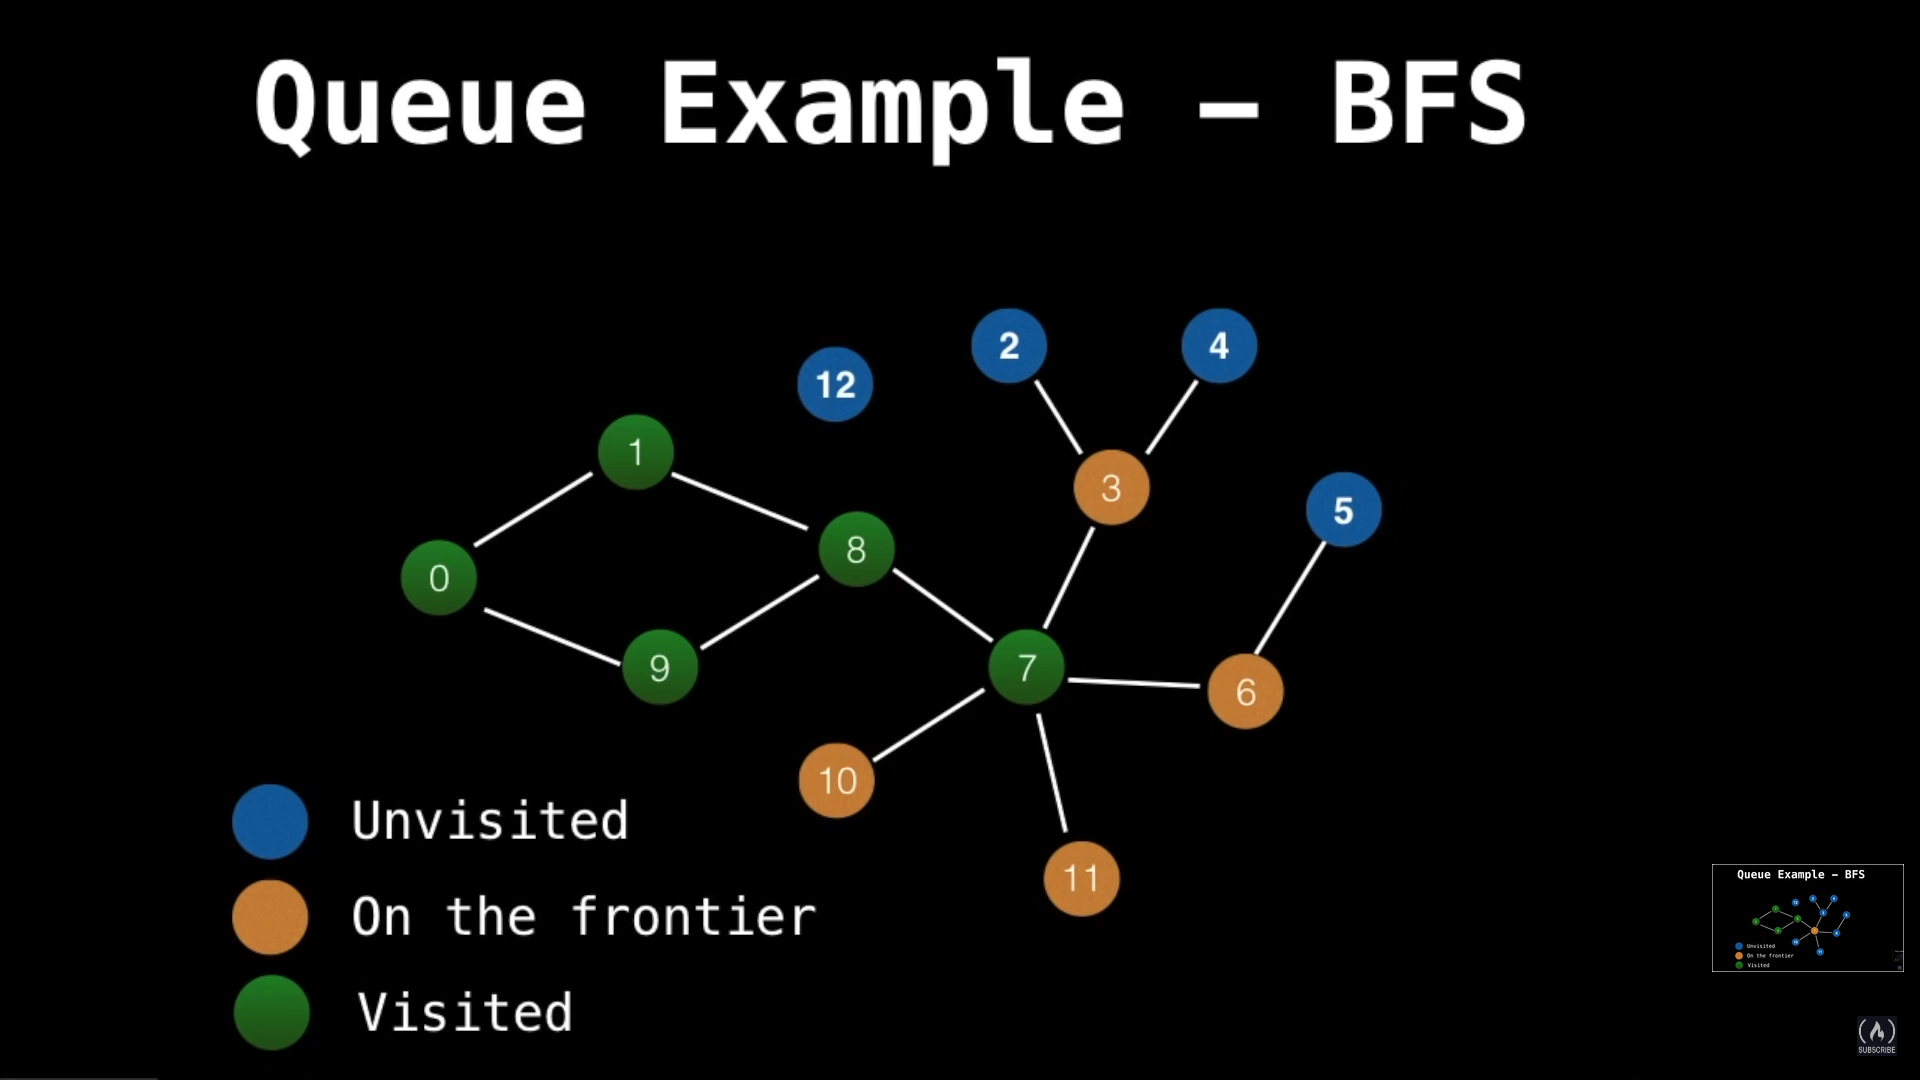 Queue Example – BFS
2
4
12
1
3
5
8
0
9
7
6
10
11
Unvisited
On the frontier
Visited
Queue Example – BFS
Unvisited
On the frontier
Visited
SUBSCRIBE